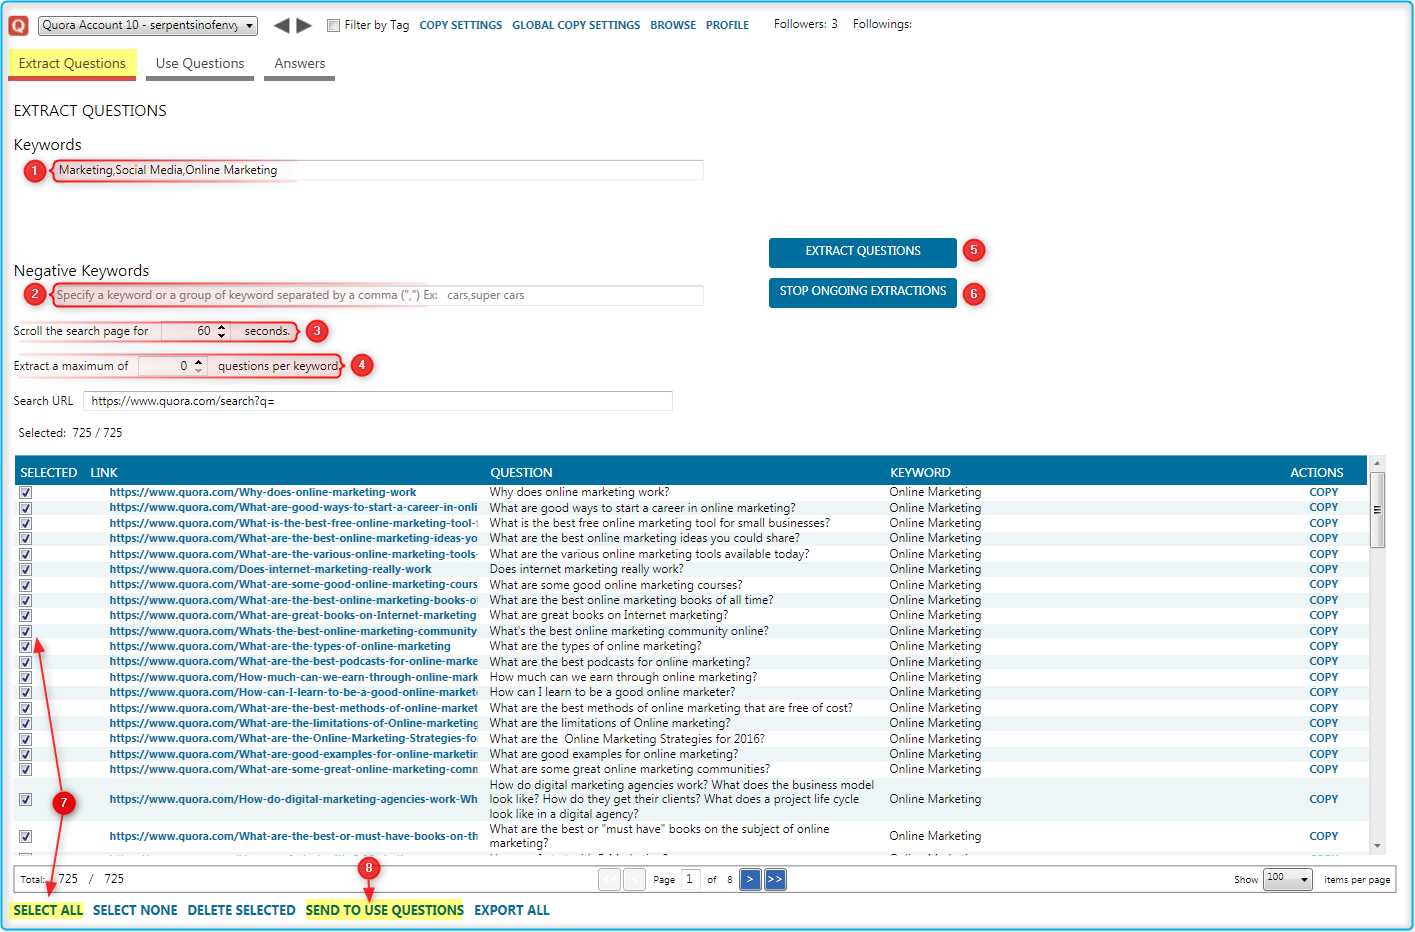 Q Quora Account 10 - serpentsinofenvy Filter by Tag COPY SETTINGS GLOBAL COPY SETTINGS BROWSE PROFILE Followers: 3 Followings:
Extract Questions Use Questions Answers
EXTRACT QUESTIONS
Keywords
1 Marketing,Social Media,Online Marketing
EXTRACT QUESTIONS 5
Negative Keywords
2 Specify a keyword or a group of keyword separated by a comma (",") Ex: cars,super cars
STOP ONGOING EXTRACTIONS 6
Scroll the search page for 60 seconds. 3
Extract a maximum of 0 questions per keyword 4
Search URL https://www.quora.com/search?q=
Selected: 725 / 725
SELECTED LINK QUESTION KEYWORD ACTIONS
https://www.quora.com/Why-does-online-marketing-work Why does online marketing work? Online Marketing COPY
https://www.quora.com/What-are-good-ways-to-start-a-career-in-onli What are good ways to start a career in online marketing? Online Marketing COPY
https://www.quora.com/What-is-the-best-free-online-marketing-tool-f What is the best free online marketing tool for small businesses? Online Marketing COPY
https://www.quora.com/What-are-the-best-online-marketing-ideas-yo What are the best online marketing ideas you could share? Online Marketing COPY
https://www.quora.com/What-are-the-various-online-marketing-tools- What are the various online marketing tools available today? Online Marketing COPY
https://www.quora.com/Does-internet-marketing-really-work Does internet marketing really work? Online Marketing COPY
https://www.quora.com/What-are-some-good-online-marketing-cours What are some good online marketing courses? Online Marketing COPY
https://www.quora.com/What-are-the-best-online-marketing-books-of What are the best online marketing books of all time? Online Marketing COPY
https://www.quora.com/What-are-great-books-on-Internet-marketing What are great books on Internet marketing? Online Marketing COPY
https://www.quora.com/Whats-the-best-online-marketing-community What's the best online marketing community online? Online Marketing COPY
https://www.quora.com/What-are-the-types-of-online-marketing What are the types of online marketing? Online Marketing COPY
https://www.quora.com/What-are-the-best-podcasts-for-online-marke What are the best podcasts for online marketing? Online Marketing COPY
https://www.quora.com/How-much-can-we-earn-through-online-mark How much can we earn through online marketing? Online Marketing COPY
https://www.quora.com/How-can-I-learn-to-be-a-good-online-markete How can I learn to be a good online marketer? Online Marketing COPY
https://www.quora.com/What-are-the-best-methods-of-online-market What are the best methods of online marketing that are free of cost? Online Marketing COPY
https://www.quora.com/What-are-the-limitations-of-Online-marketing What are the limitations of Online marketing? Online Marketing COPY
https://www.quora.com/What-are-the-Online-Marketing-Strategies-fo What are the  Online Marketing Strategies for 2016? Online Marketing COPY
https://www.quora.com/What-are-good-examples-for-online-marketin What are good examples for online marketing? Online Marketing COPY
https://www.quora.com/What-are-some-great-online-marketing-comm What are some great online marketing communities? Online Marketing COPY
How do digital marketing agencies work? What does the business model
7 https://www.quora.com/How-do-digital-marketing-agencies-work-Wh look like? How do they get their clients? What does a project life cycle Online Marketing COPY
look like in a digital agency?
What are the best or "must have" books on the subject of online
https://www.quora.com/What-are-the-best-or-must-have-books-on-th marketing? Online Marketing COPY
8
Total: 725 / 725 << < Page 1 of 8 > >> Show 100 items per page
SELECT ALL SELECT NONE DELETE SELECTED SEND TO USE QUESTIONS EXPORT ALL